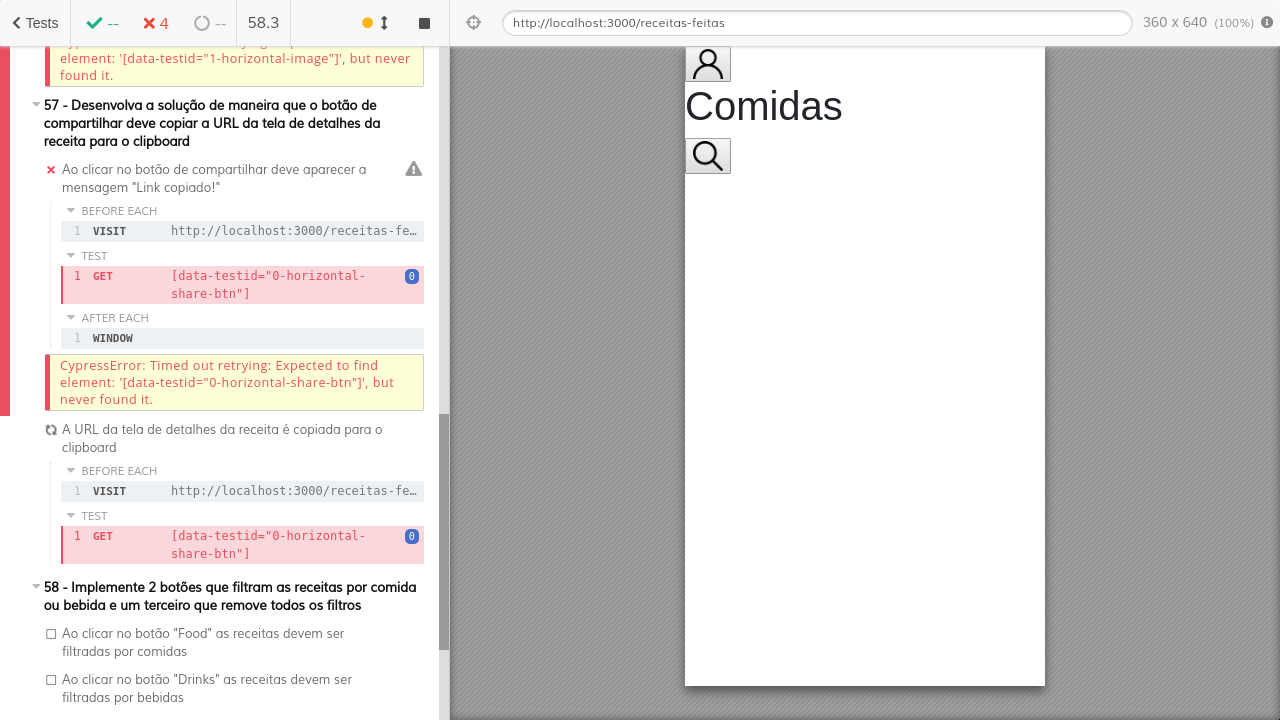 Tests
--
4
--
58.3
http://localhost:3000/receitas-feitas
360 x 640 (100%)
element: '[data-testid="1-horizontal-image"]', but never
found it.
57 - Desenvolva a solução de maneira que o botão de
compartilhar deve copiar a URL da tela de detalhes da
receita para o clipboard
Ao clicar no botão de compartilhar deve aparecer a
mensagem "Link copiado!"
BEFORE EACH
1 VISIT http://localhost:3000/receitas-fe…
TEST
1 GET [data-testid="0-horizontal-
share-btn"]
0
AFTER EACH
1 WINDOW
CypressError: Timed out retrying: Expected to find
element: '[data-testid="0-horizontal-share-btn"]', but
never found it.
A URL da tela de detalhes da receita é copiada para o
clipboard
BEFORE EACH
1 VISIT http://localhost:3000/receitas-fe…
TEST
1 GET [data-testid="0-horizontal-
share-btn"]
0
58 - Implemente 2 botões que filtram as receitas por comida
ou bebida e um terceiro que remove todos os filtros
Ao clicar no botão "Food" as receitas devem ser
filtradas por comidas
Ao clicar no botão "Drinks" as receitas devem ser
filtradas por bebidas
Comidas